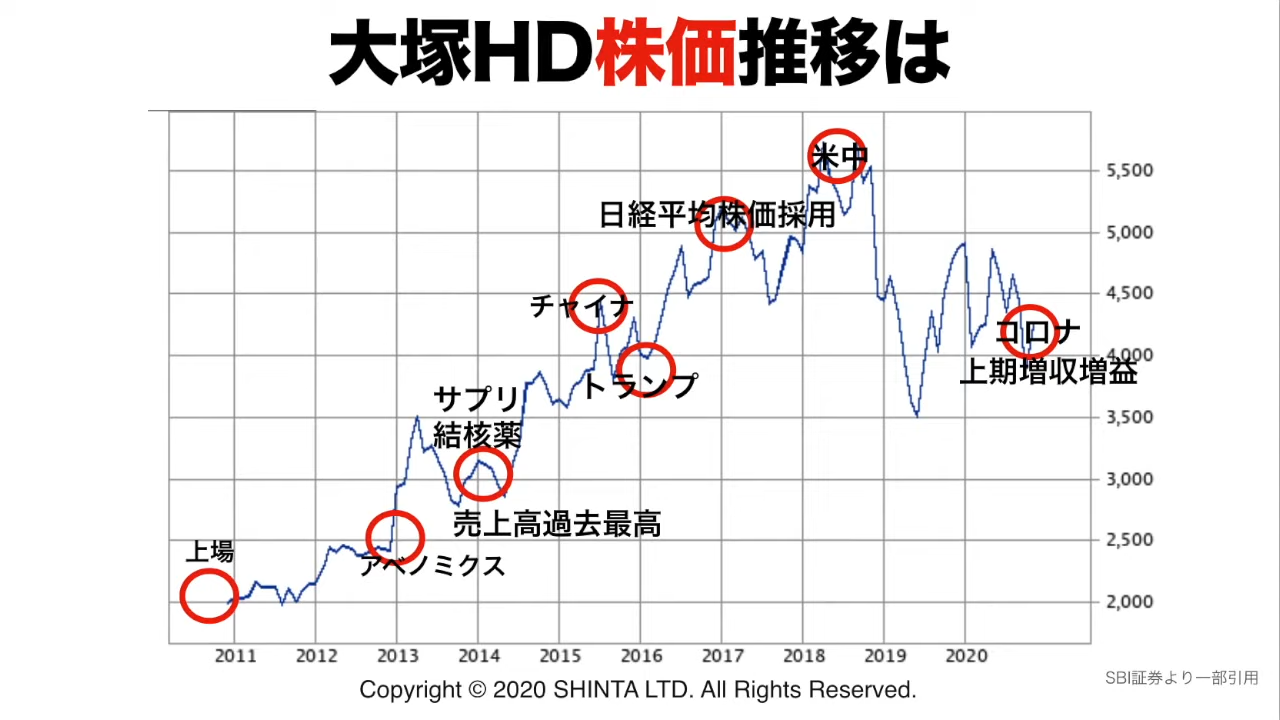 大塚HD株価推移は
米中
5,500
日経平均株価採用
5,000
チャイナ
4,500
コロナ
4,000
トランプ
上期増収増益
サプリ
3,500
結核薬
3,000
売上高過去最高
2,500
上場
アベノミクス
2,000
2011 2012 2013 2014 2015 2016 2017 2018 2019 2020
SBI証券より一部引用
Copyright © 2020 SHINTA LTD. All Rights Reserved.